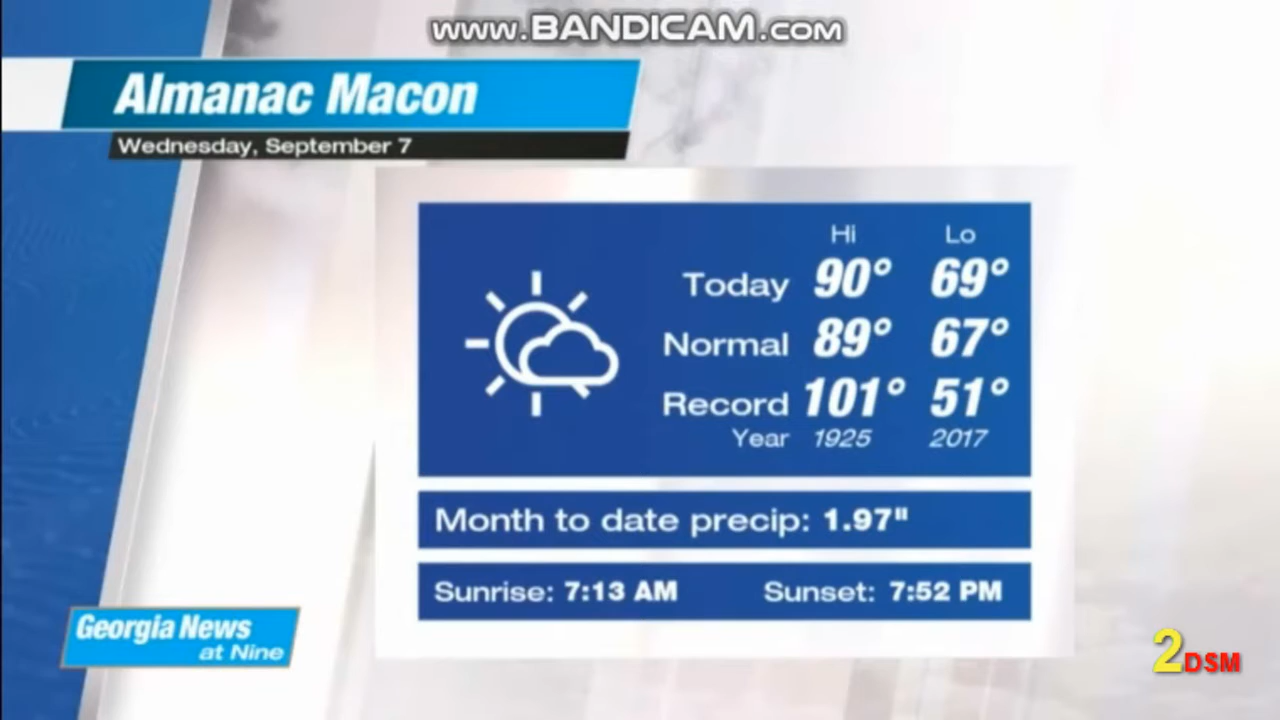 www.BANDICAM.com
Almanac Macon
Wednesday, September 7
Hi Lo
Today 90° 69°
Normal 89° 67°
Record 101° 51°
Year 1925 2017
Month to date precip: 1.97"
Sunrise: 7:13 AM Sunset: 7:52 PM
Georgia News
at Nine
2DSM